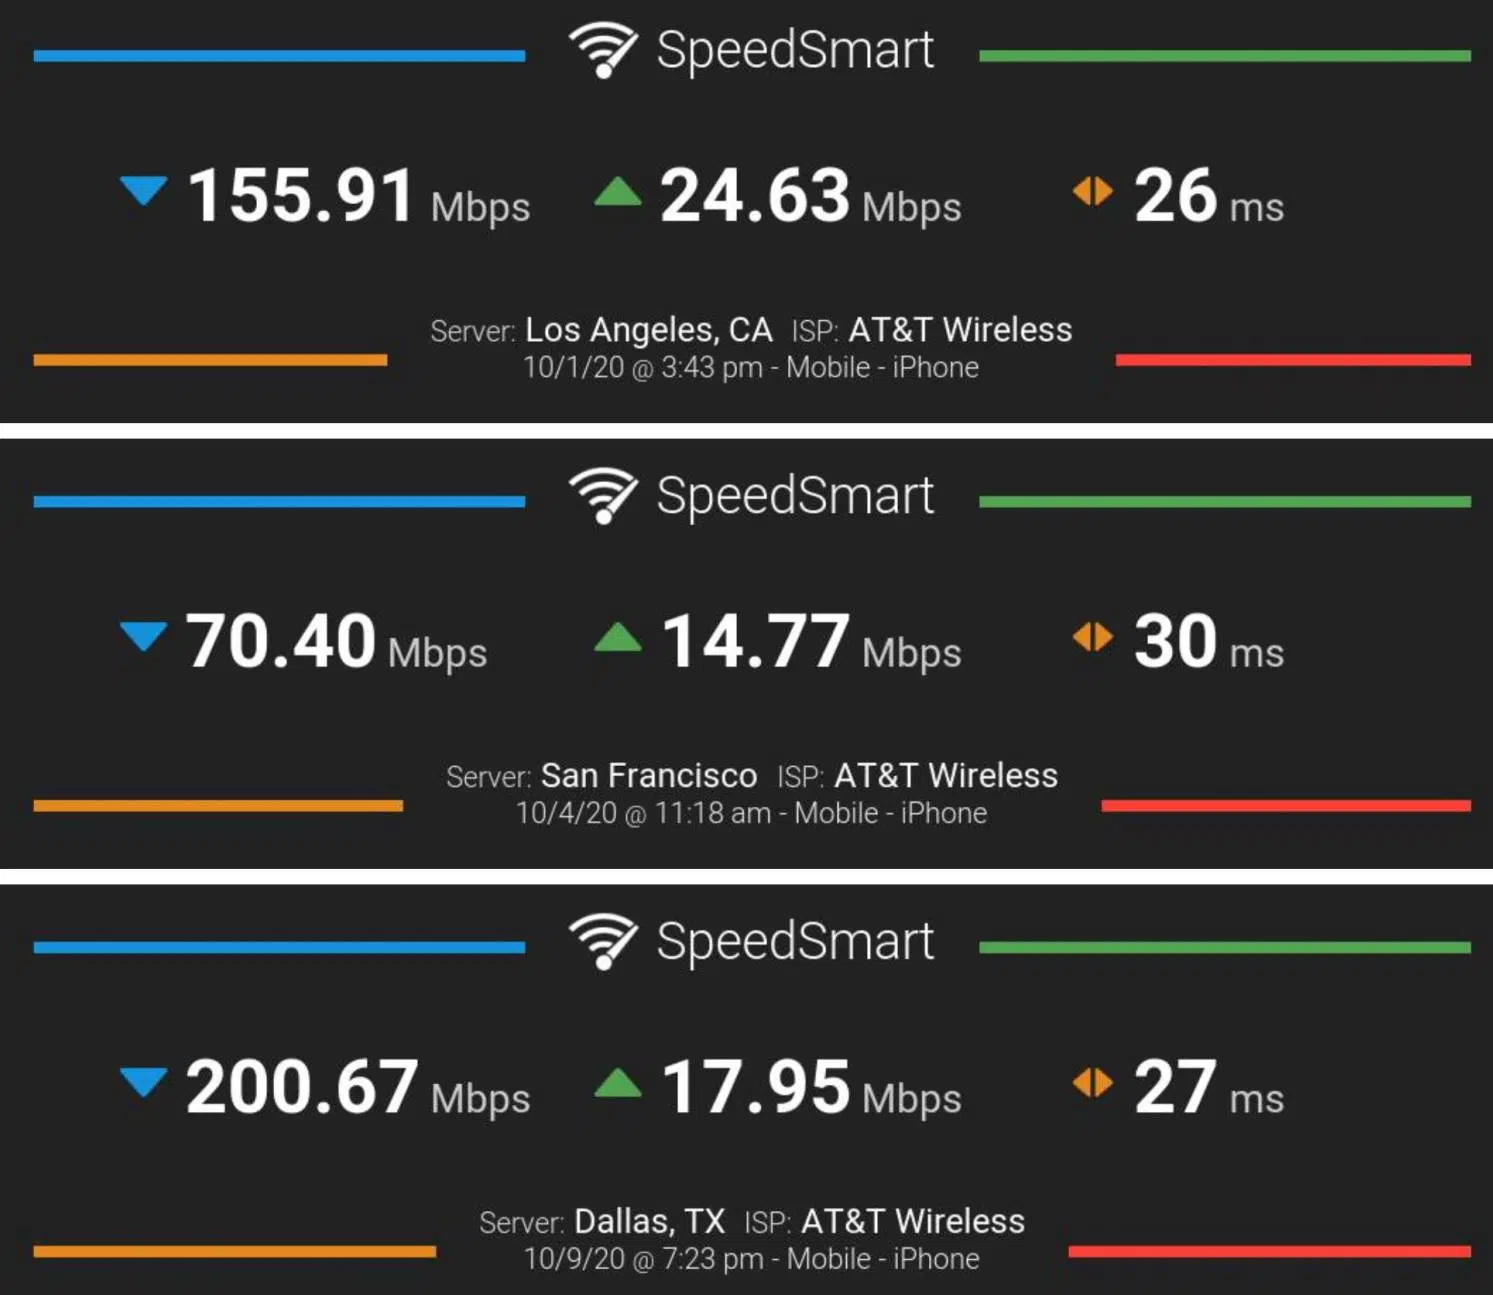 SpeedSmart
155.91 Mbps 24.63 Mbps 26 ms
Server: Los Angeles, CA ISP: AT&T Wireless
10/1/20 @ 3:43 pm - Mobile - iPhone
SpeedSmart
70.40 Mbps 14.77 Mbps 30 ms
Server: San Francisco ISP: AT&T Wireless
10/4/20 @ 11:18 am - Mobile - iPhone
SpeedSmart
200.67 Mbps 17.95 Mbps 27 ms
Server: Dallas, TX ISP: AT&T Wireless
10/9/20 @ 7:23 pm - Mobile - iPhone